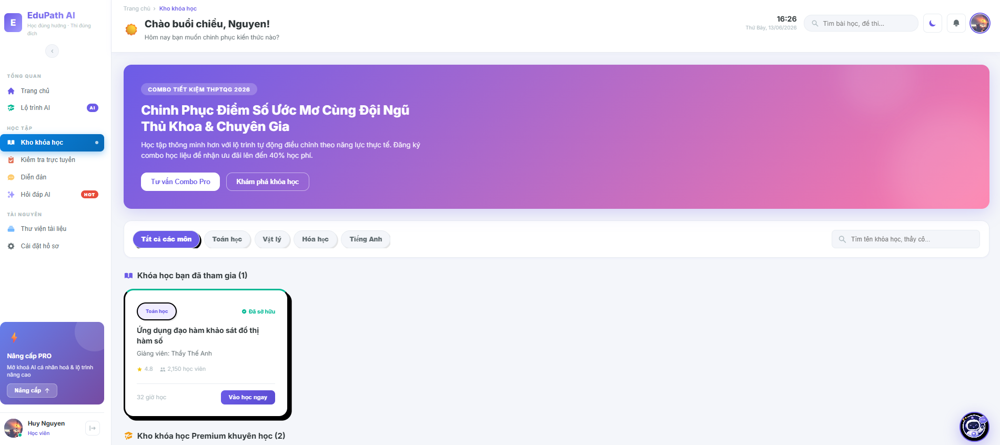 E
EduPath AI
Học đúng hướng · Thi đúng
đích
TỔNG QUAN
Trang chủ
Lộ trình AI
AI
HỌC TẬP
Kho khóa học
Kiểm tra trực tuyến
Diễn đàn
Hỏi đáp AI
HOT
TÀI NGUYÊN
Thư viện tài liệu
Cài đặt hồ sơ
Nâng cấp PRO
Mở khoá AI cá nhân hoá & lộ trình
nâng cao
Nâng cấp ↑
Huy Nguyen
Học viên
Trang chủ › Kho khóa học
Chào buổi chiều, Nguyen!
Hôm nay bạn muốn chinh phục kiến thức nào?
16:26
Thứ Bảy, 13/06/2026
Tìm bài học, đề thi...
COMBO TIẾT KIỆM THPTQG 2026
Chinh Phục Điểm Số Ước Mơ Cùng Đội Ngũ
Thủ Khoa & Chuyên Gia
Học tập thông minh hơn với lộ trình tự động điều chỉnh theo năng lực thực tế. Đăng ký
combo học liệu để nhận ưu đãi lên đến 40% học phí.
Tư vấn Combo Pro
Khám phá khóa học
Tất cả các môn
Toán học
Vật lý
Hóa học
Tiếng Anh
Tìm tên khóa học, thầy cô...
Khóa học bạn đã tham gia (1)
Toán học
Đã sở hữu
Ứng dụng đạo hàm khảo sát đồ thị
hàm số
Giảng viên: Thầy Thế Anh
4.8
2,150 học viên
32 giờ học
Vào học ngay
Kho khóa học Premium khuyên học (2)